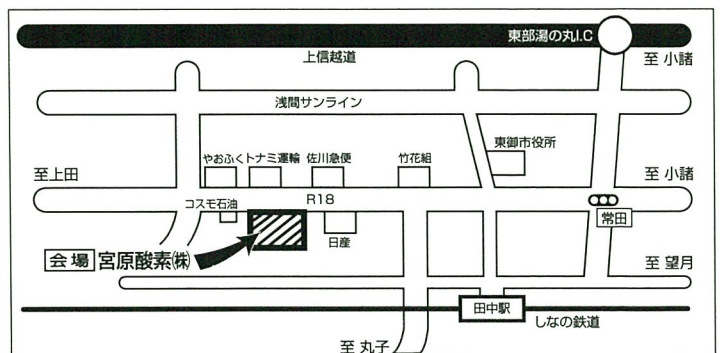 東部湯の丸I.C
上信越道
至 小諸
浅間サンライン
東御市役所
やおふく
トナミ運輸
佐川急便
竹花組
至上田
至 小諸
コスモ石油
R18
常田
日産
会場 宮原酸素㈱
至 望月
田中駅
しなの鉄道
至 丸子